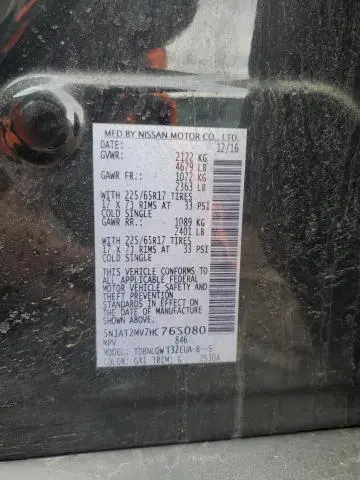 MFD BY NISSAN MOTOR CO., LTD.
DATE: 12/16
GVWR: 2122 KG
4679 LB
GAWR FR.: 1072 KG
2363 LB
WITH 225/65R17 TIRES
17 X 7J RIMS AT 33 PSI
COLD SINGLE
GAWR RR.: 1089 KG
2401 LB
WITH 225/65R17 TIRES
17 X 7J RIMS AT 33 PSI
COLD SINGLE
THIS VEHICLE CONFORMS TO
ALL APPLICABLE FEDERAL
MOTOR VEHICLE SAFETY AND
THEFT PREVENTION
STANDARDS IN EFFECT ON
THE DATE OF MANUFACTURE
SHOWN ABOVE.
5N1AT2MV7HC765080
MPV 846
MODEL:
COLOR: G41 TRIM: G